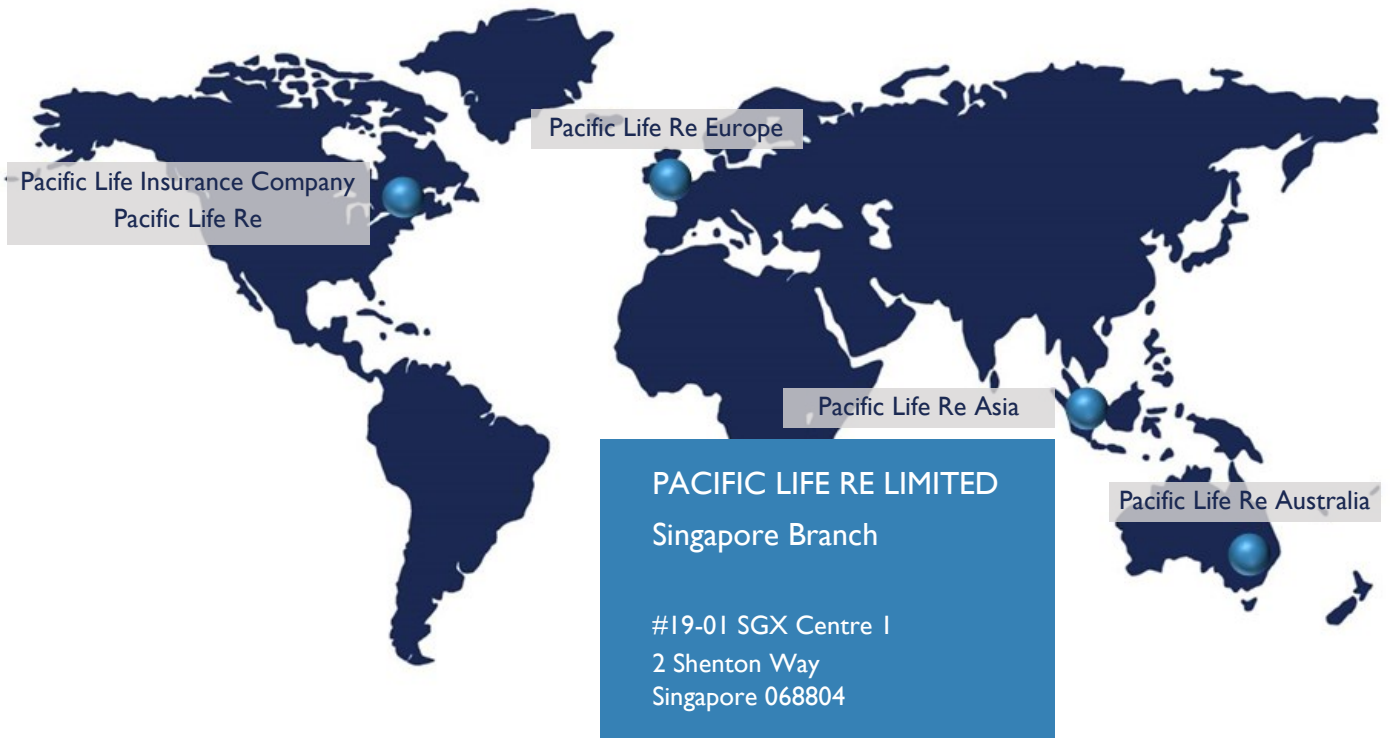 Pacific Life Re Europe
Pacific Life Insurance Company
Pacific Life Re
Pacific Life Re Asia
PACIFIC LIFE RE LIMITED
Singapore Branch
#19-01 SGX Centre 1
2 Shenton Way
Singapore 068804
Pacific Life Re Australia